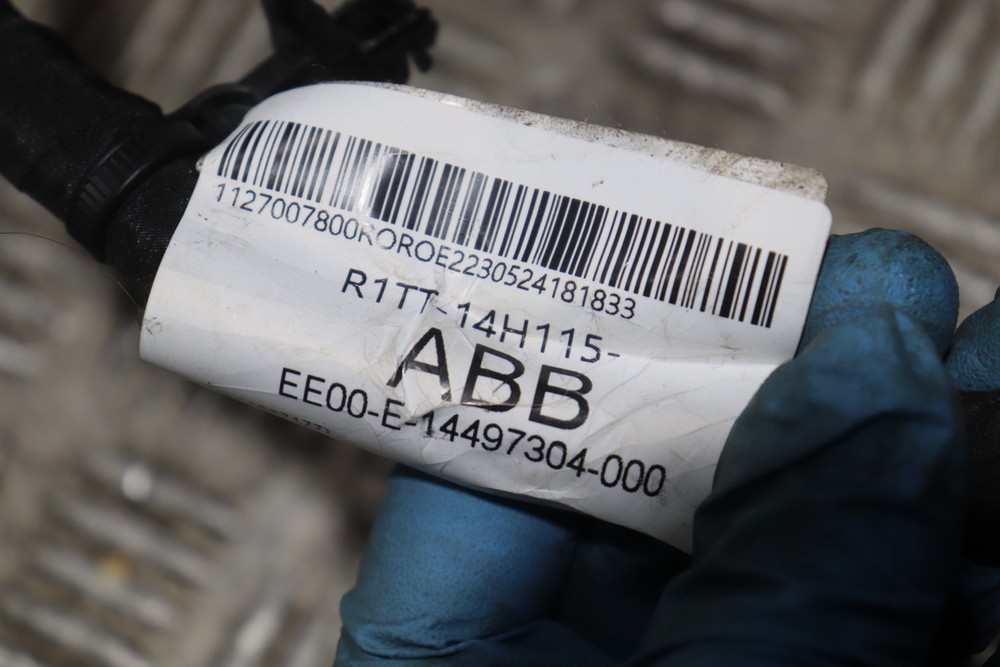 1127007800ROROE2230524181833
R1TT-14H115-
ABB
EE00-E-14497304-000